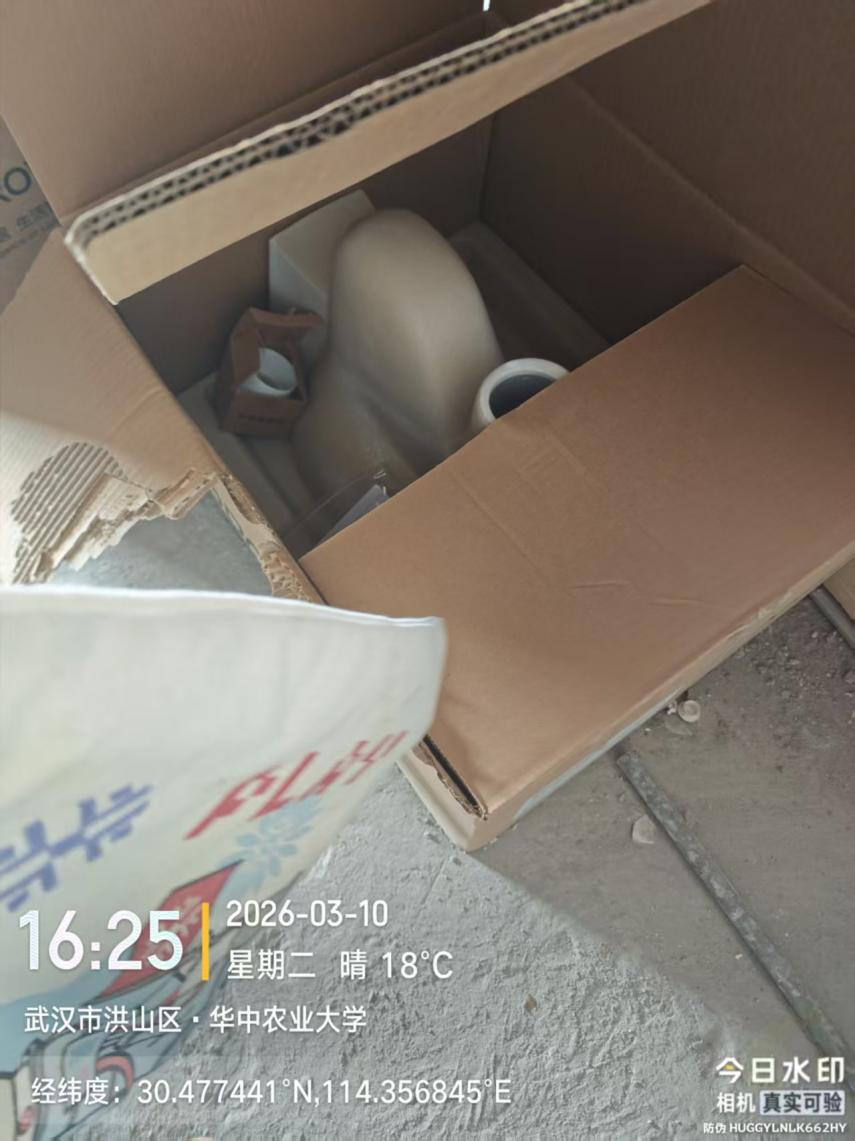 16:25
2026-03-10
星期二 晴 18°C
武汉市洪山区·华中农业大学
经纬度：30.477441°N,114.356845°E
今日水印
相机 真实可验
防伪 HUGGYLNLK662HY